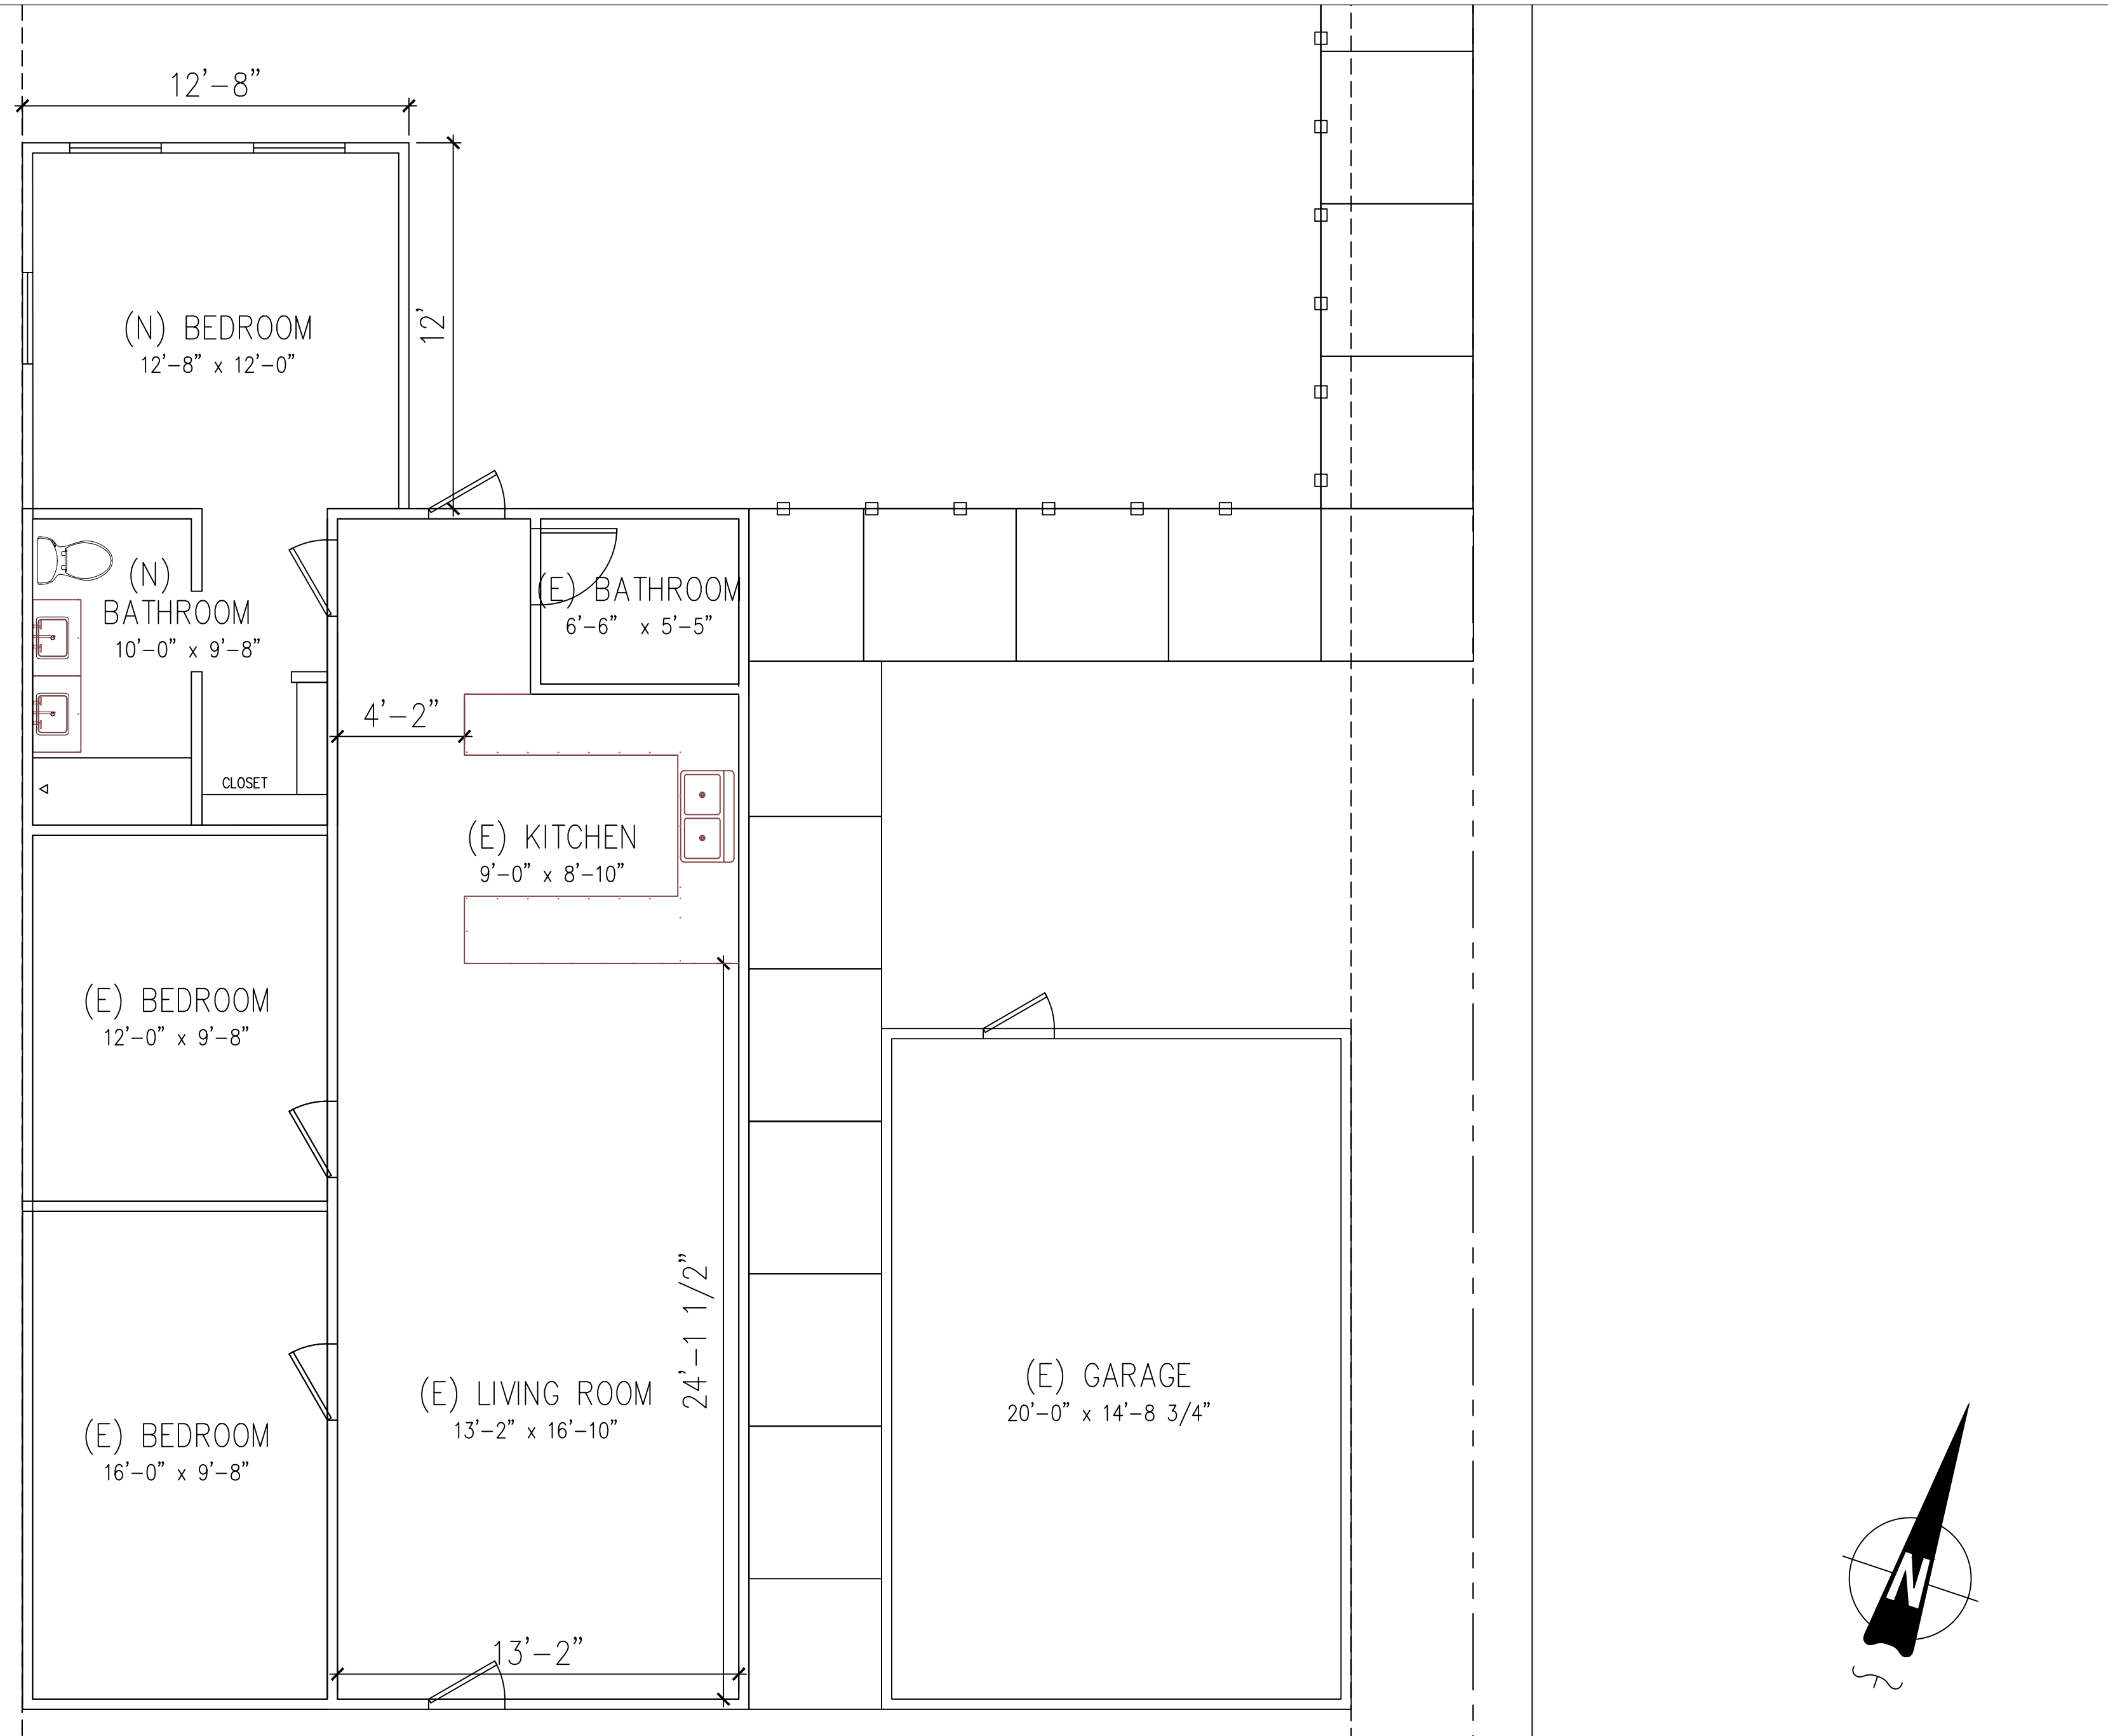 12'-8"
12'
(N) BEDROOM
12'-8" x 12'-0"
(N)
BATHROOM
10'-0" x 9'-8"
(E) BATHROOM
6'-6" x 5'-5"
4'-2"
CLOSET
(E) KITCHEN
9'-0" x 8'-10"
(E) BEDROOM
12'-0" x 9'-8"
24'-1 1/2"
(E) LIVING ROOM
13'-2" x 16'-10"
(E) GARAGE
20'-0" x 14'-8 3/4"
(E) BEDROOM
16'-0" x 9'-8"
N
13'-2"